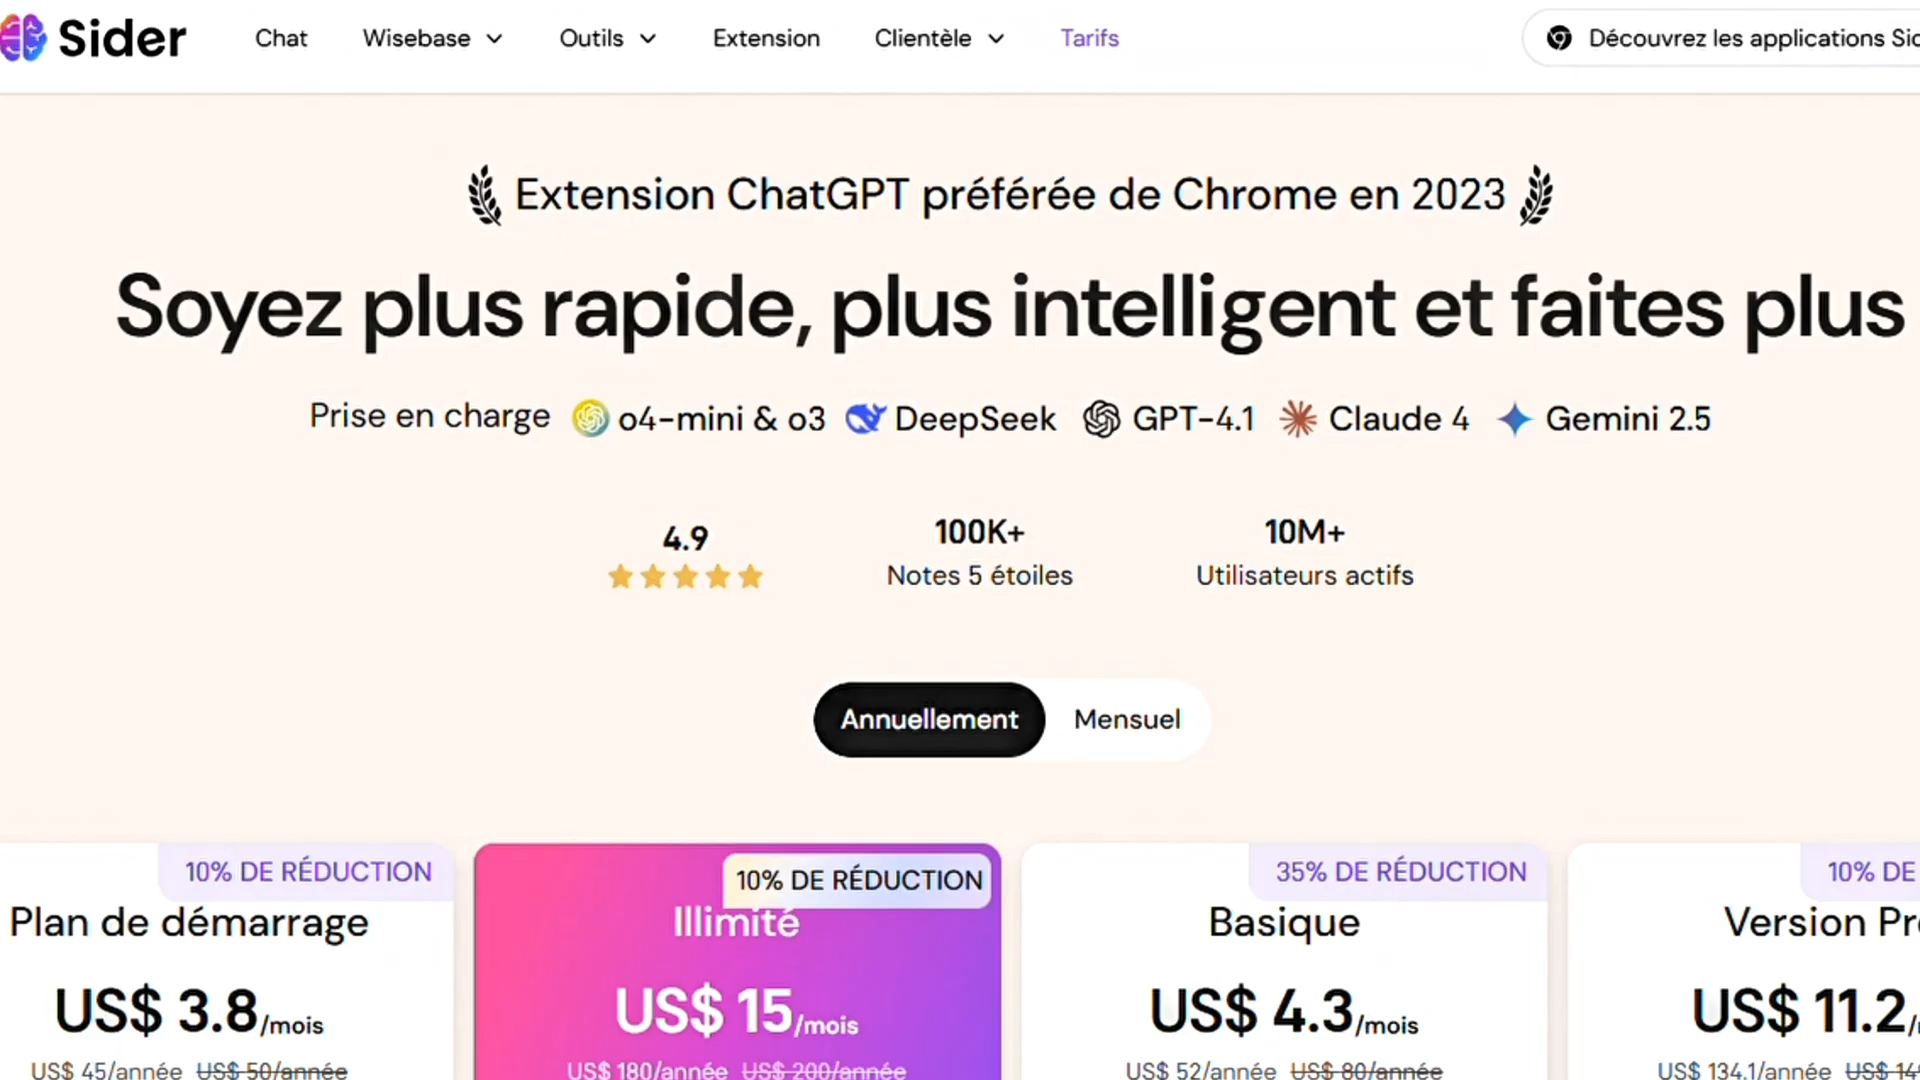 Sider
Chat
Wisebase
Outils
Extension
Clientèle
Tarifs
Découvrez les applications
Extension ChatGPT préférée de Chrome en 2023
Soyez plus rapide, plus intelligent et faites plus
Prise en charge o4-mini & o3 DeepSeek GPT-4.1 Claude 4 Gemini 2.5
4.9
100K+
Notes 5 étoiles
10M+
Utilisateurs actifs
Annuellement
Mensuel
10% DE RÉDUCTION
Plan de démarrage
US$ 3.8/mois
US$ 45/année US$ 50/année
10% DE RÉDUCTION
Illimité
US$ 15/mois
US$ 180/année US$ 200/année
35% DE RÉDUCTION
Basique
US$ 4.3/mois
US$ 52/année US$ 80/année
10% DE
Version
US$ 11.2/
US$ 134.1/année US$